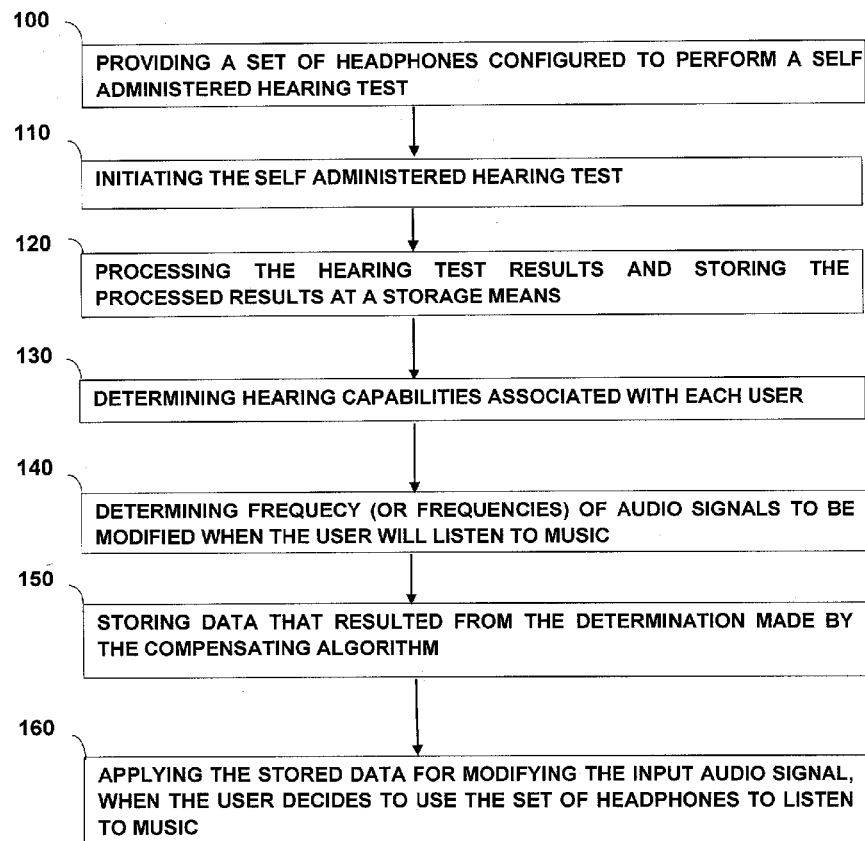 100
PROVIDING A SET OF HEADPHONES CONFIGURED TO PERFORM A SELF
ADMINISTERED HEARING TEST
110
INITIATING THE SELF ADMINISTERED HEARING TEST
120
PROCESSING THE HEARING TEST RESULTS AND STORING THE
PROCESSED RESULTS AT A STORAGE MEANS
130
DETERMINING HEARING CAPABILITIES ASSOCIATED WITH EACH USER
140
DETERMINING FREQUECY (OR FREQUENCIES) OF AUDIO SIGNALS TO BE
MODIFIED WHEN THE USER WILL LISTEN TO MUSIC
150
STORING DATA THAT RESULTED FROM THE DETERMINATION MADE BY
THE COMPENSATING ALGORITHM
160
APPLYING THE STORED DATA FOR MODIFYING THE INPUT AUDIO SIGNAL,
WHEN THE USER DECIDES TO USE THE SET OF HEADPHONES TO LISTEN
TO MUSIC